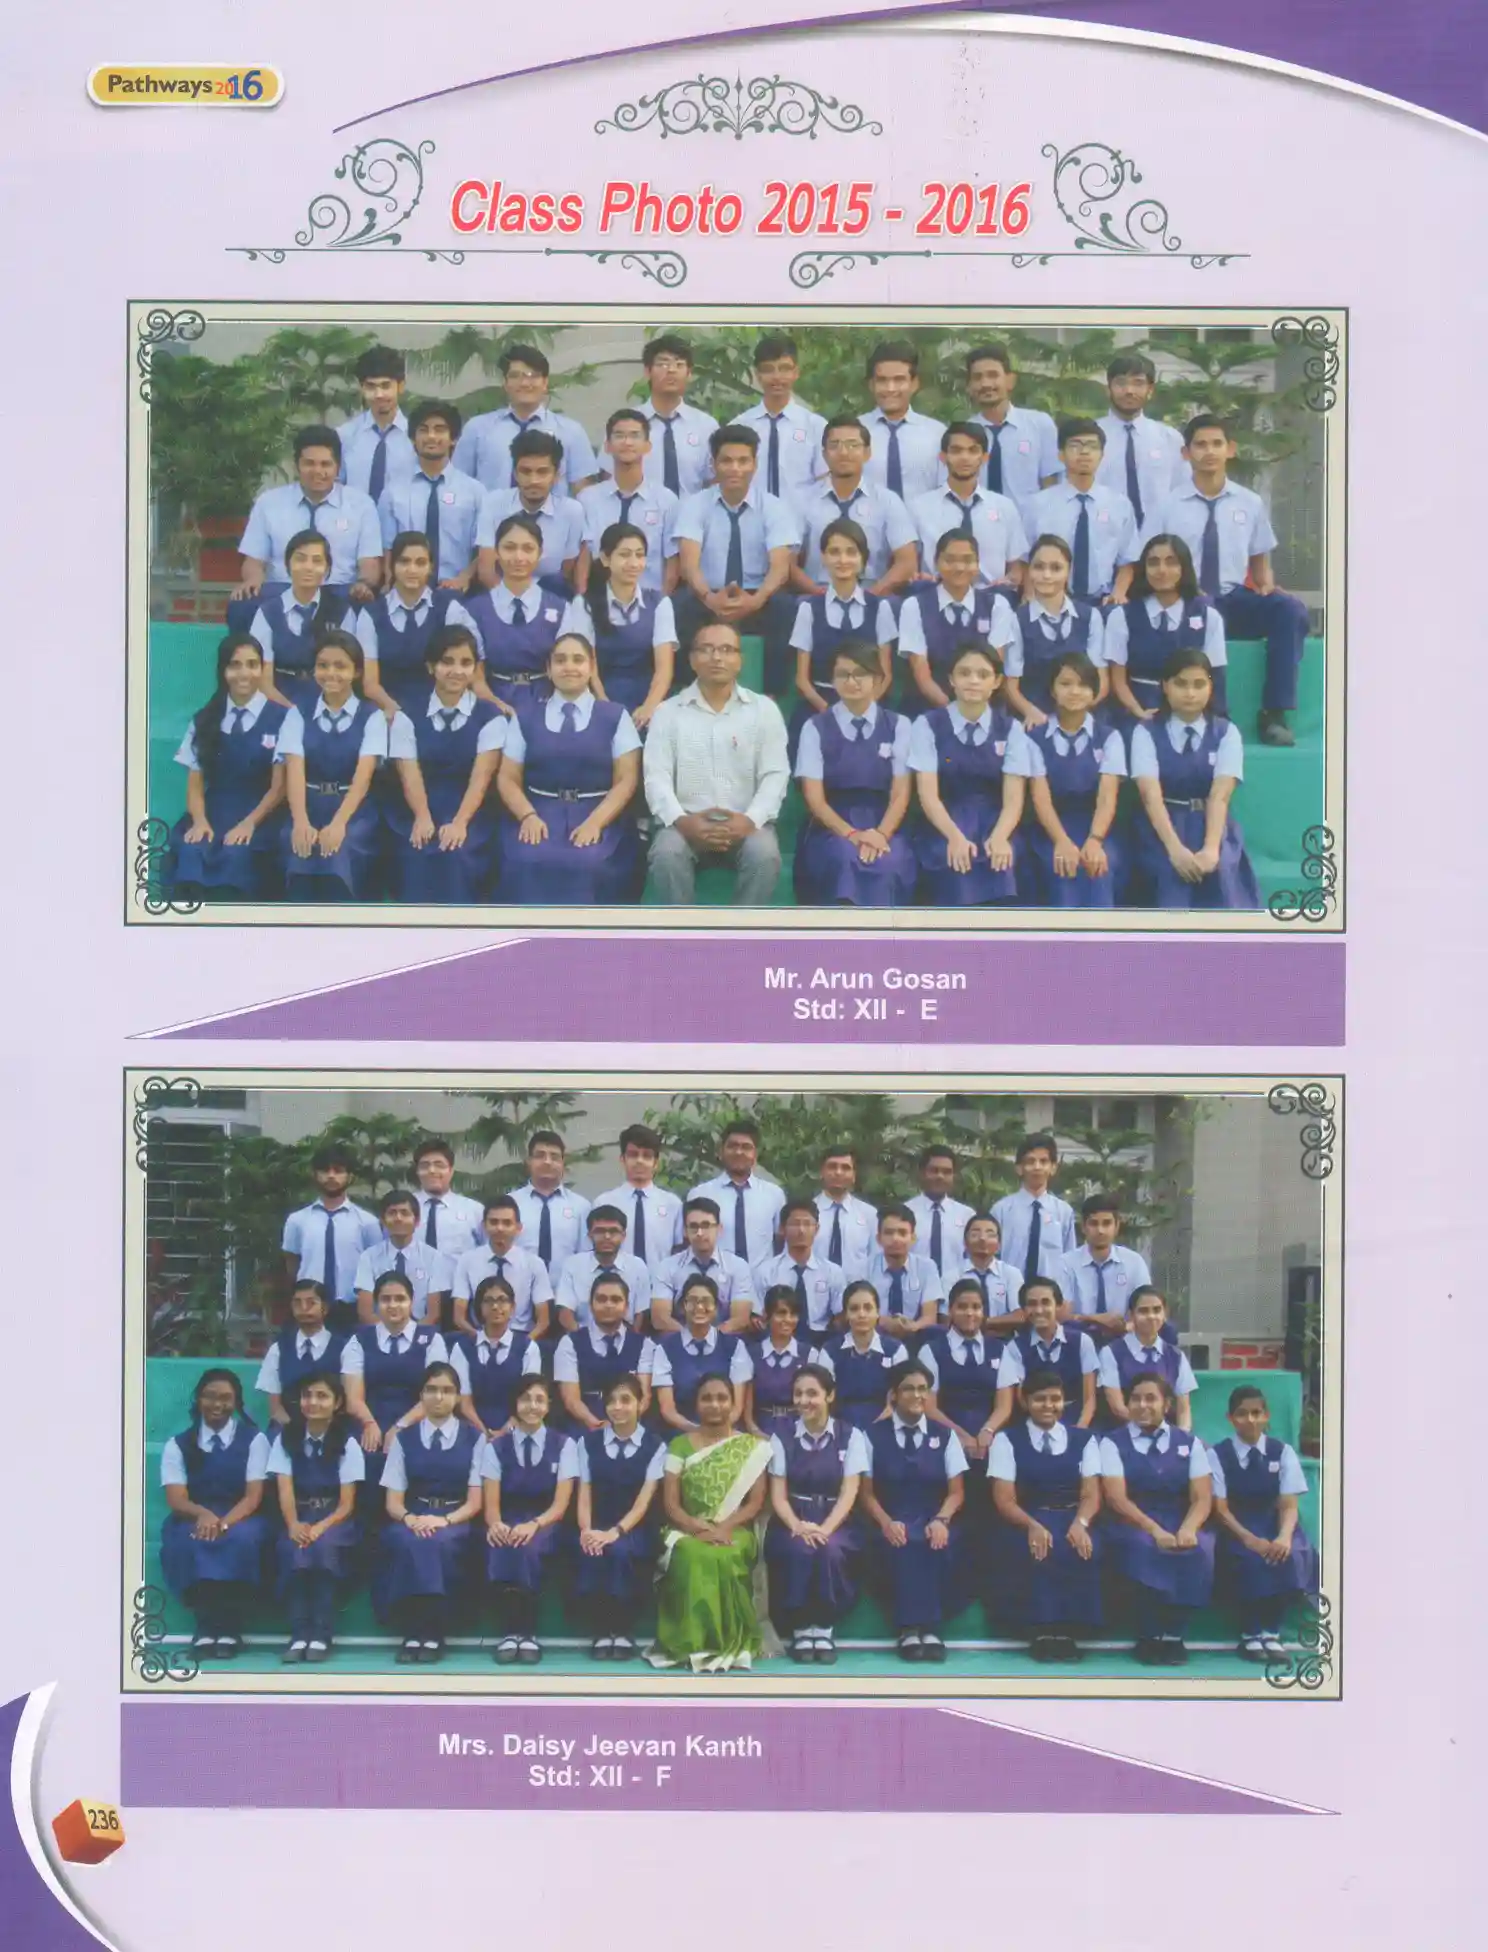 Pathways 2016
Class Photo 2015 - 2016
Mr. Arun Gosan
Std: XII - E
Mrs. Daisy Jeevan Kanth
Std: XII - F
236